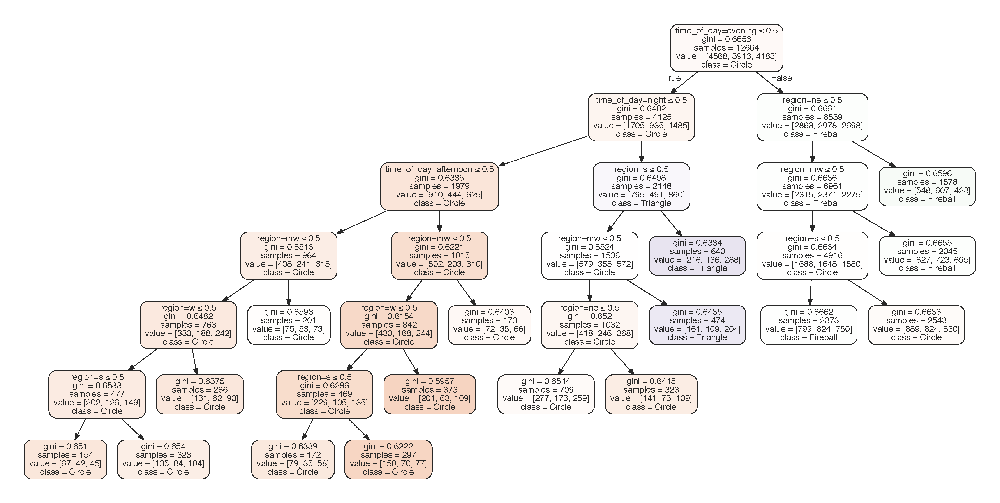 time_of_day=evening ≤ 0.5
gini = 0.6653
samples = 12664
value = [4568, 3913, 4183]
class = Circle
True
False
time_of_day=night ≤ 0.5
gini = 0.6482
samples = 4125
value = [1705, 935, 1485]
class = Circle
region=ne ≤ 0.5
gini = 0.6661
samples = 8539
value = [2863, 2978, 2698]
class = Fireball
time_of_day=afternoon ≤ 0.5
gini = 0.6385
samples = 1979
value = [910, 444, 625]
class = Circle
region=s ≤ 0.5
gini = 0.6498
samples = 2146
value = [795, 491, 860]
class = Triangle
region=mw ≤ 0.5
gini = 0.6666
samples = 6961
value = [2315, 2371, 2275]
class = Fireball
gini = 0.6596
samples = 1578
value = [548, 607, 423]
class = Fireball
region=mw ≤ 0.5
gini = 0.6516
samples = 964
value = [408, 241, 315]
class = Circle
region=mw ≤ 0.5
gini = 0.6221
samples = 1015
value = [502, 203, 310]
class = Circle
region=mw ≤ 0.5
gini = 0.6524
samples = 1506
value = [579, 355, 572]
class = Circle
gini = 0.6384
samples = 640
value = [216, 136, 288]
class = Triangle
region=s ≤ 0.5
gini = 0.6664
samples = 4916
value = [1688, 1648, 1580]
class = Circle
gini = 0.6655
samples = 2045
value = [627, 723, 695]
class = Fireball
region=w ≤ 0.5
gini = 0.6482
samples = 763
value = [333, 188, 242]
class = Circle
gini = 0.6593
samples = 201
value = [75, 53, 73]
class = Circle
region=w ≤ 0.5
gini = 0.6154
samples = 842
value = [430, 168, 244]
class = Circle
gini = 0.6403
samples = 173
value = [72, 35, 66]
class = Circle
region=ne ≤ 0.5
gini = 0.652
samples = 1032
value = [418, 246, 368]
class = Circle
gini = 0.6465
samples = 474
value = [161, 109, 204]
class = Triangle
gini = 0.6662
samples = 2373
value = [799, 824, 750]
class = Fireball
gini = 0.6663
samples = 2543
value = [889, 824, 830]
class = Circle
region=s ≤ 0.5
gini = 0.6533
samples = 477
value = [202, 126, 149]
class = Circle
gini = 0.6375
samples = 286
value = [131, 62, 93]
class = Circle
region=s ≤ 0.5
gini = 0.6286
samples = 469
value = [229, 105, 135]
class = Circle
gini = 0.5957
samples = 373
value = [201, 63, 109]
class = Circle
gini = 0.6544
samples = 709
value = [277, 173, 259]
class = Circle
gini = 0.6445
samples = 323
value = [141, 73, 109]
class = Circle
gini = 0.651
samples = 154
value = [67, 42, 45]
class = Circle
gini = 0.654
samples = 323
value = [135, 84, 104]
class = Circle
gini = 0.6339
samples = 172
value = [79, 35, 58]
class = Circle
gini = 0.6222
samples = 297
value = [150, 70, 77]
class = Circle